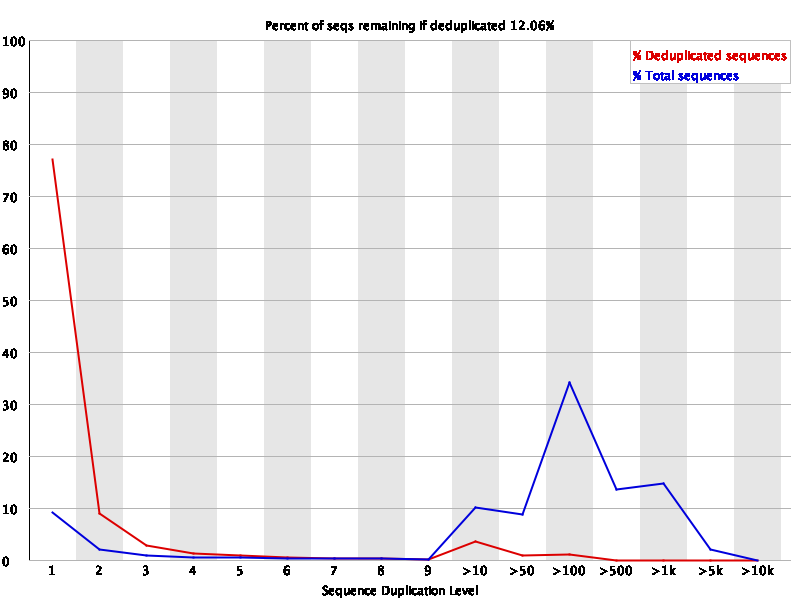 Percent of seqs remaining if deduplicated 12.06%
% Deduplicated sequences
% Total sequences
100
90
80
70
60
50
40
30
20
10
0
1 2 3 4 5 6 7 8 9 >10 >50 >100 >500 >1k >5k >10k
Sequence Duplication Level